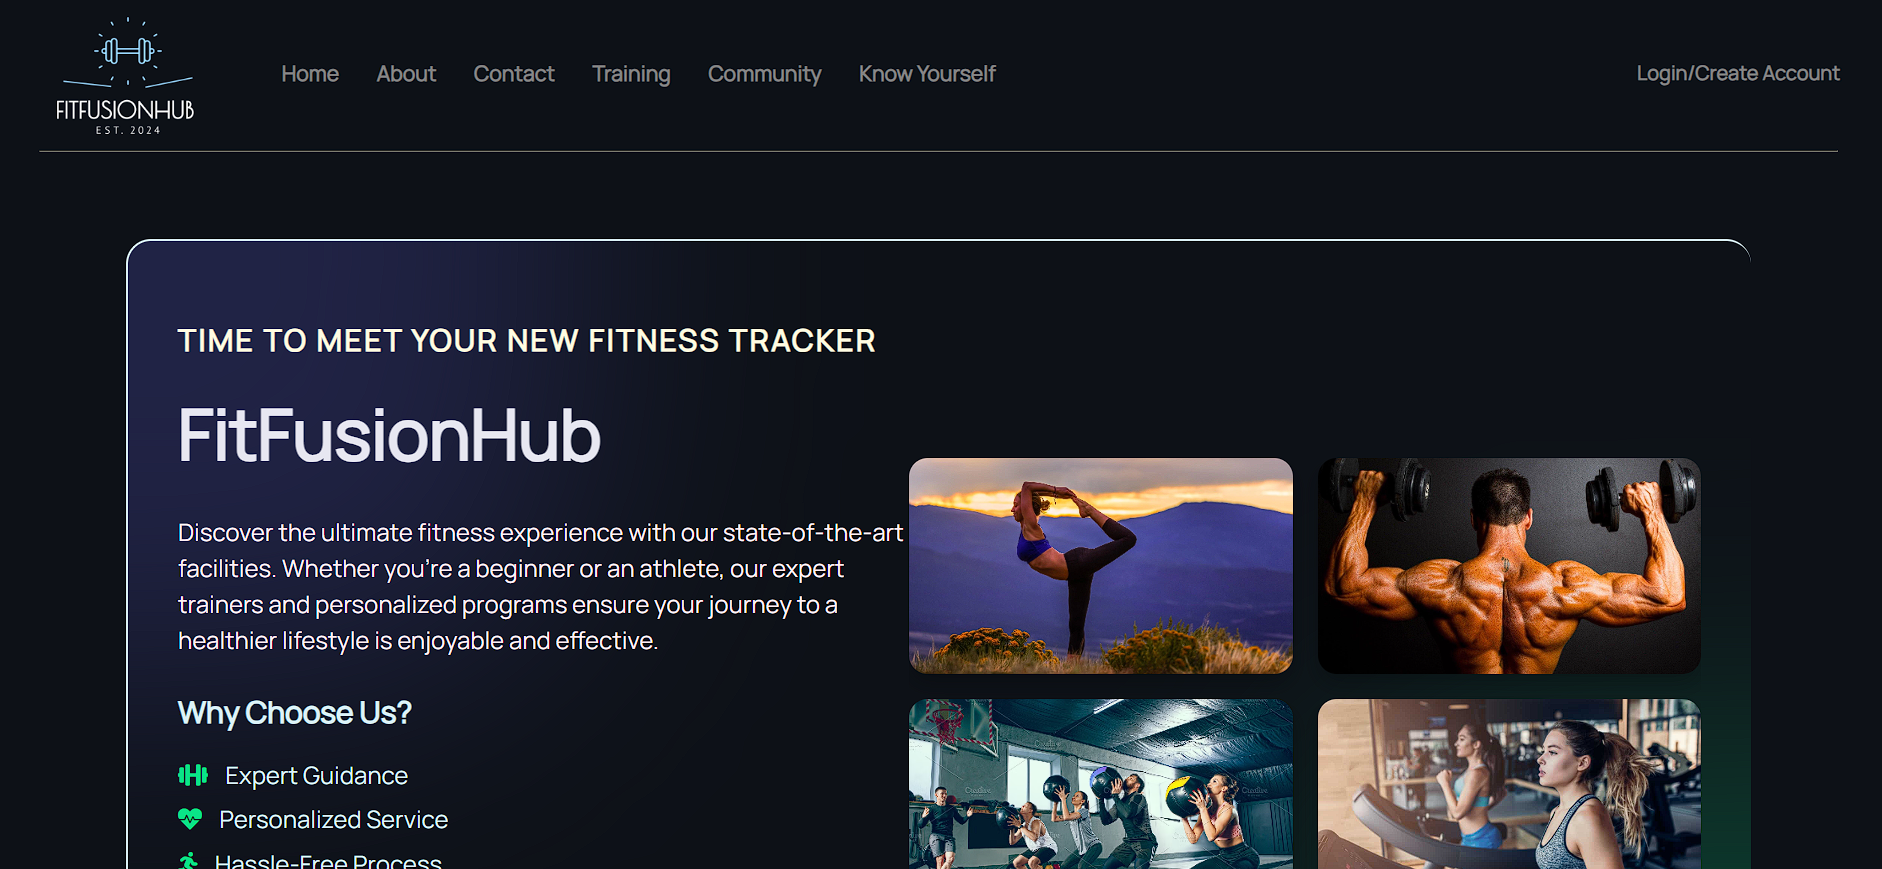 FITFUSIONHUB
EST. 2024
Home About Contact Training Community Know Yourself Login/Create Account
TIME TO MEET YOUR NEW FITNESS TRACKER
FitFusionHub
Discover the ultimate fitness experience with our state-of-the-art
facilities. Whether you're a beginner or an athlete, our expert
trainers and personalized programs ensure your journey to a
healthier lifestyle is enjoyable and effective.
Why Choose Us?
Expert Guidance
Personalized Service
Hassle-Free Process